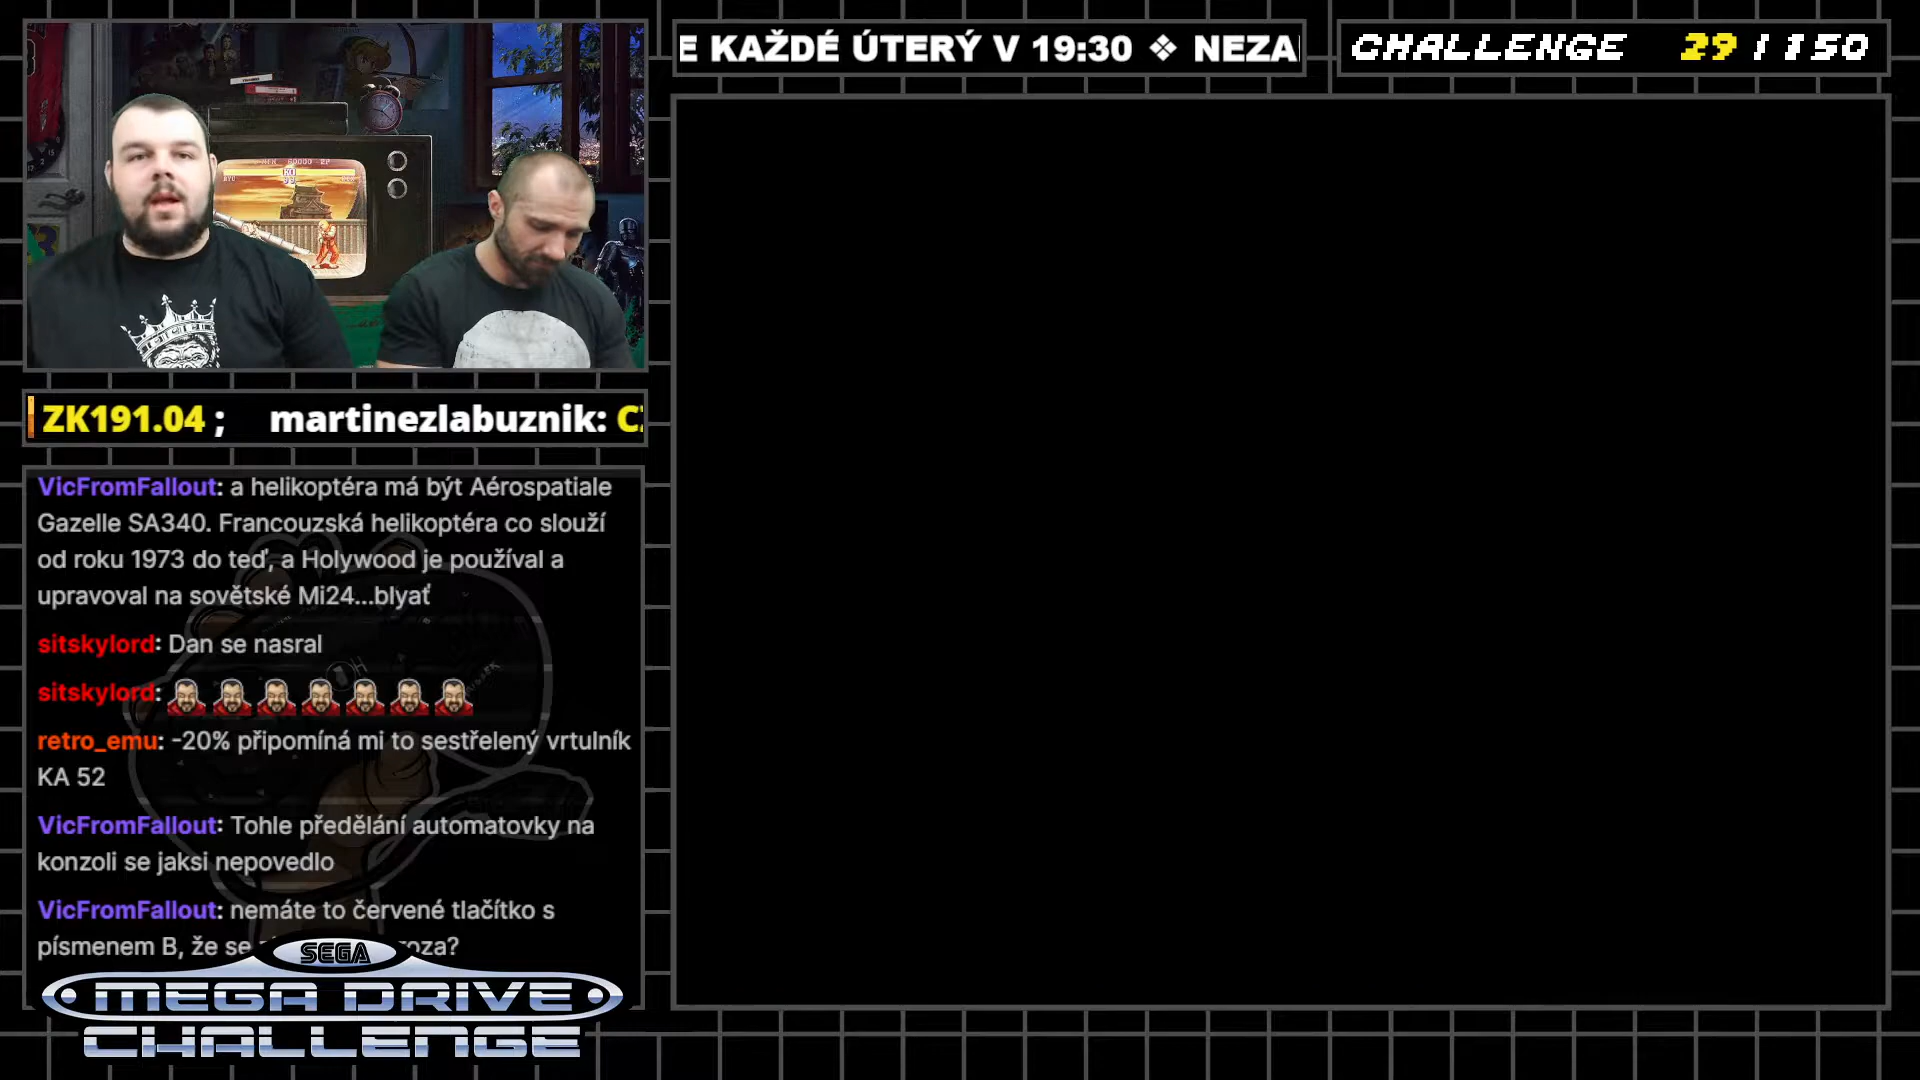 E KAŽDÉ ÚTERÝ V 19:30 ❖ NEZA
CHALLENGE 29 / 150
ZK191.04 ; martinezlabuznik:
VicFromFallout: a helikoptéra má být Aérospatiale
Gazelle SA340. Francouzská helikoptéra co slouží
od roku 1973 do teď, a Holywood je používal a
upravoval na sovětské Mi24...blyať
sitskylord: Dan se nasral
sitskylord:
retro_emu: -20% připomíná mi to sestřelený vrtulník
KA 52
VicFromFallout: Tohle předělání automatovky na
konzoli se jaksi nepovedlo
VicFromFallout: nemáte to červené tlačítko s
písmenem B, že se
SEGA
MEGA DRIVE
CHALLENGE